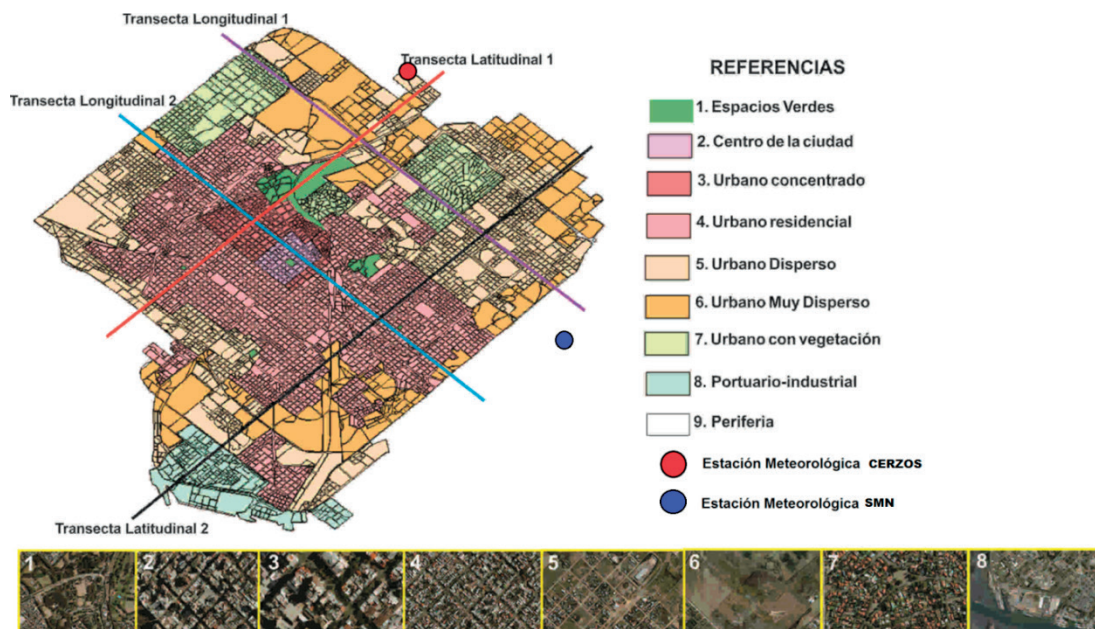 Transecta Longitudinal 1
Transecta Latitudinal 1
Transecta Longitudinal 2
Transecta Latitudinal 2
REFERENCIAS
1. Espacios Verdes
2. Centro de la ciudad
3. Urbano concentrado
4. Urbano residencial
5. Urbano Disperso
6. Urbano Muy Disperso
7. Urbano con vegetación
8. Portuario-industrial
9. Periferia
Estación Meteorológica CERZOS
Estación Meteorológica SMN
1 2 3 4 5 6 7 8